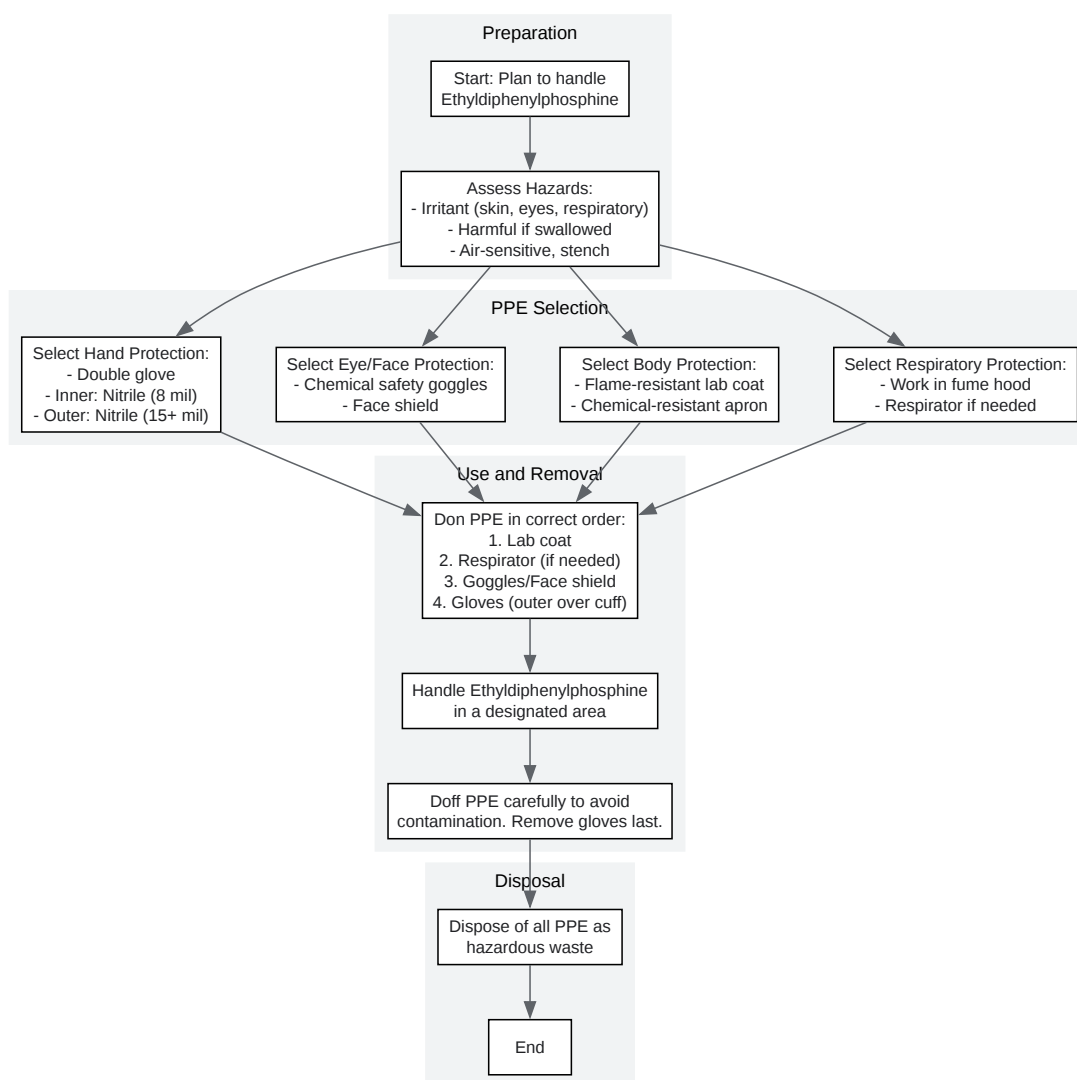 Preparation
Start: Plan to handle
Ethyldiphenylphosphine
Assess Hazards:
- Irritant (skin, eyes, respiratory)
- Harmful if swallowed
- Air-sensitive, stench
PPE Selection
Select Hand Protection:
- Double glove
- Inner: Nitrile (8 mil)
- Outer: Nitrile (15+ mil)
Select Eye/Face Protection:
- Chemical safety goggles
- Face shield
Select Body Protection:
- Flame-resistant lab coat
- Chemical-resistant apron
Select Respiratory Protection:
- Work in fume hood
- Respirator if needed
Use and Removal
Don PPE in correct order:
1. Lab coat
2. Respirator (if needed)
3. Goggles/Face shield
4. Gloves (outer over cuff)
Handle Ethyldiphenylphosphine
in a designated area
Doff PPE carefully to avoid
contamination. Remove gloves last.
Disposal
Dispose of all PPE as
hazardous waste
End